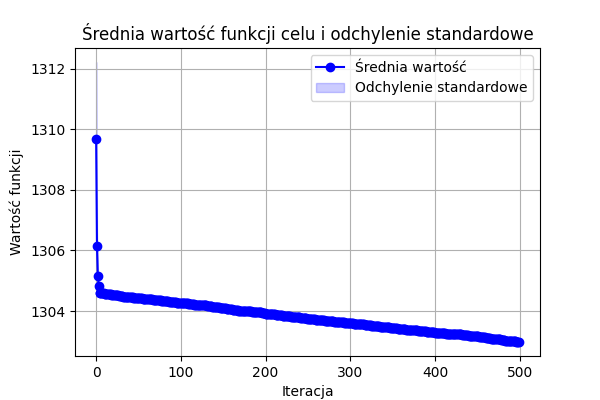 Średnia wartość funkcji celu i odchylenie standardowe
Średnia wartość
Odchylenie standardowe
Wartość funkcji
1312
1310
1308
1306
1304
0 100 200 300 400 500
Iteracja